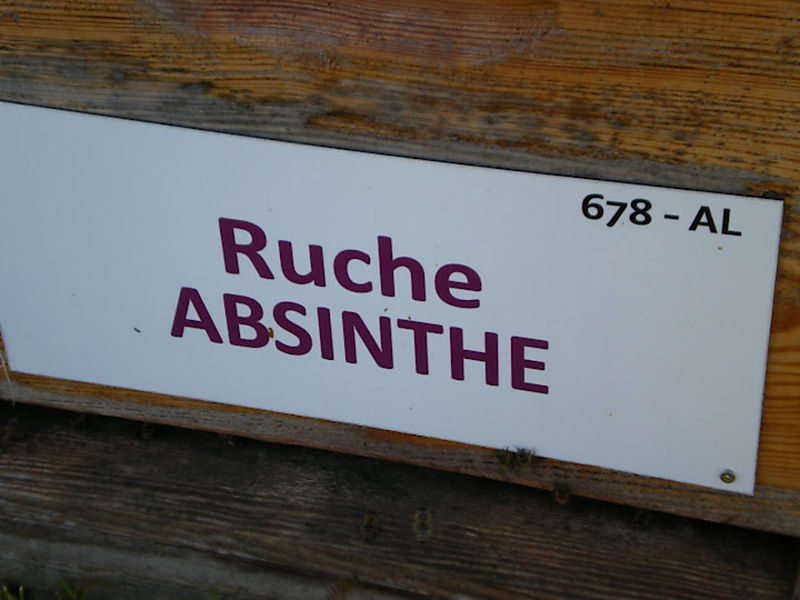 678 - AL
Ruche
ABSINTHE